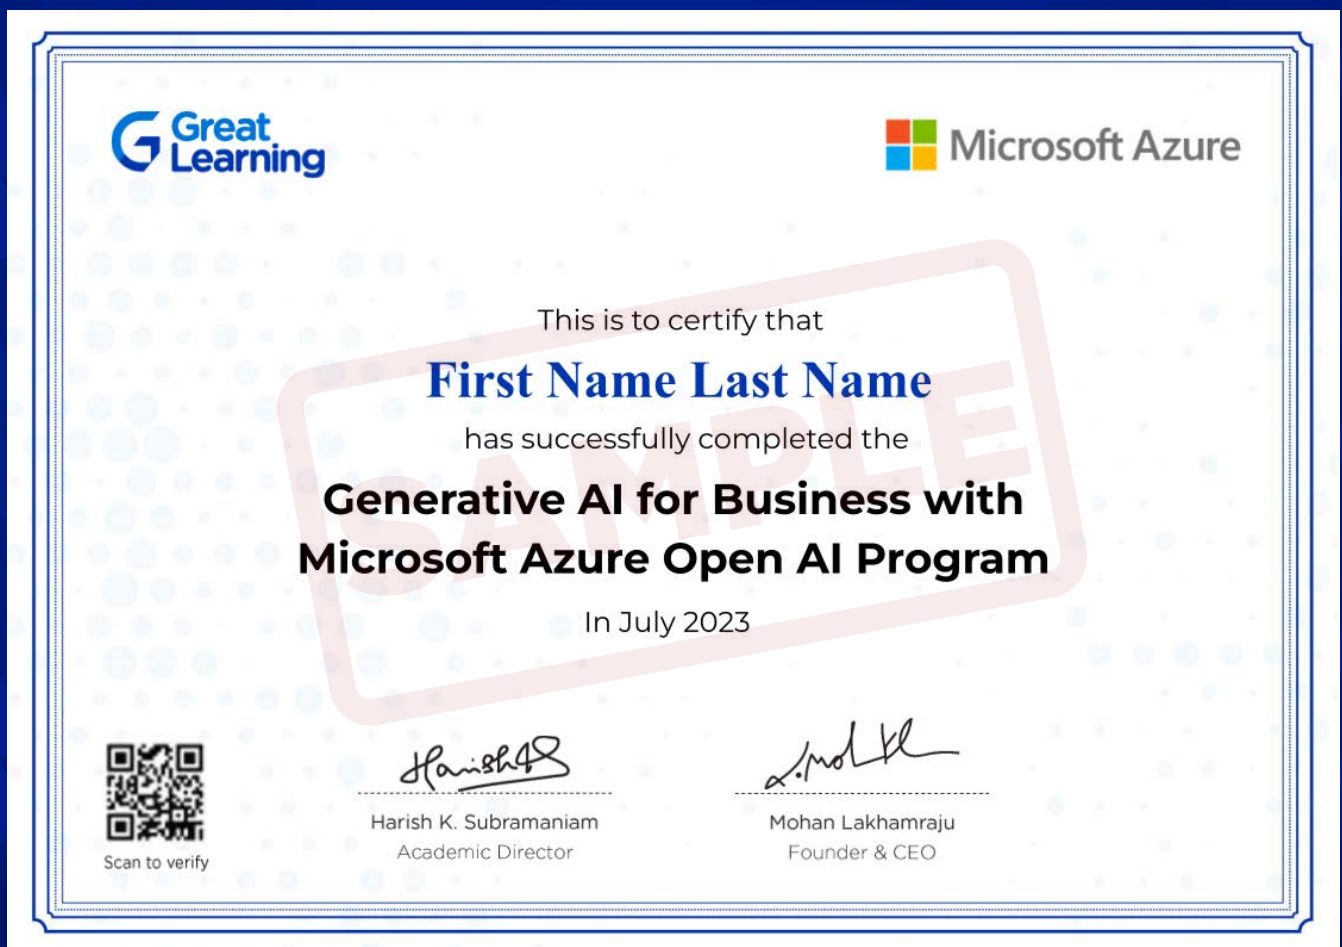 Great
Learning
Microsoft Azure
This is to certify that
First Name Last Name
has successfully completed the
Generative AI for Business with
Microsoft Azure Open AI Program
In July 2023
SAMPLE
Harish K. Subramaniam
Academic Director
Mohan Lakhamraju
Founder & CEO
Scan to verify